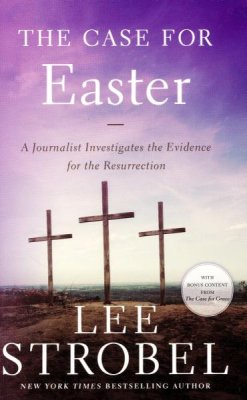 THE CASE FOR
Easter
A Journalist Investigates the Evidence
for the Resurrection
WITH
BONUS CONTENT
FROM
The Case for Grace
LEE
STROBEL
NEW YORK TIMES BESTSELLING AUTHOR